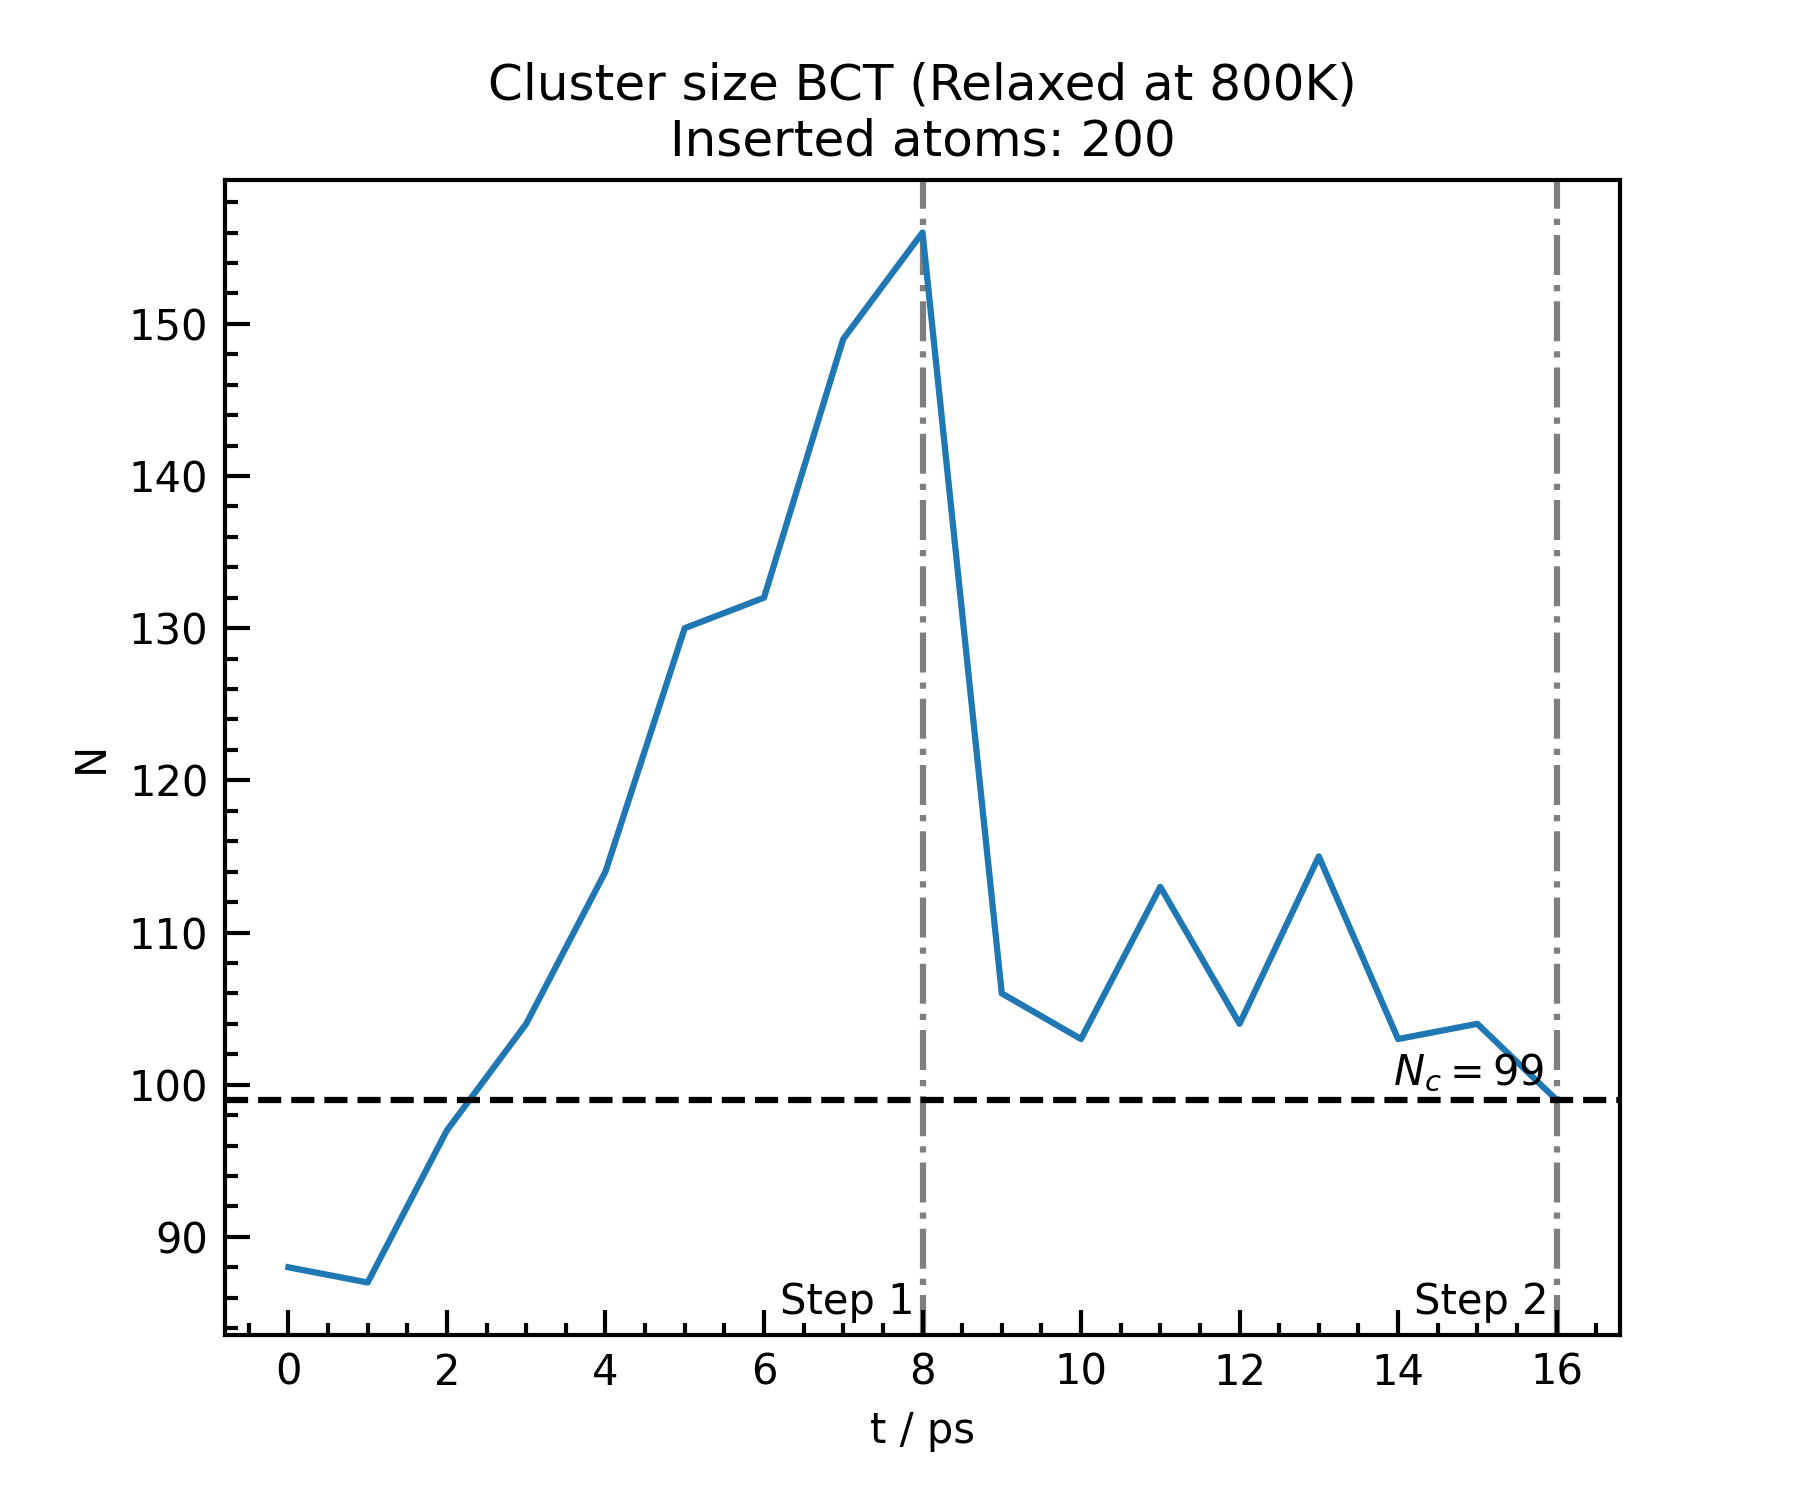 Cluster size BCT (Relaxed at 800K)
Inserted atoms: 200
150
140
130
120
110
100
90
N
N_c = 99
Step 1
Step 2
0 2 4 6 8 10 12 14 16
t / ps